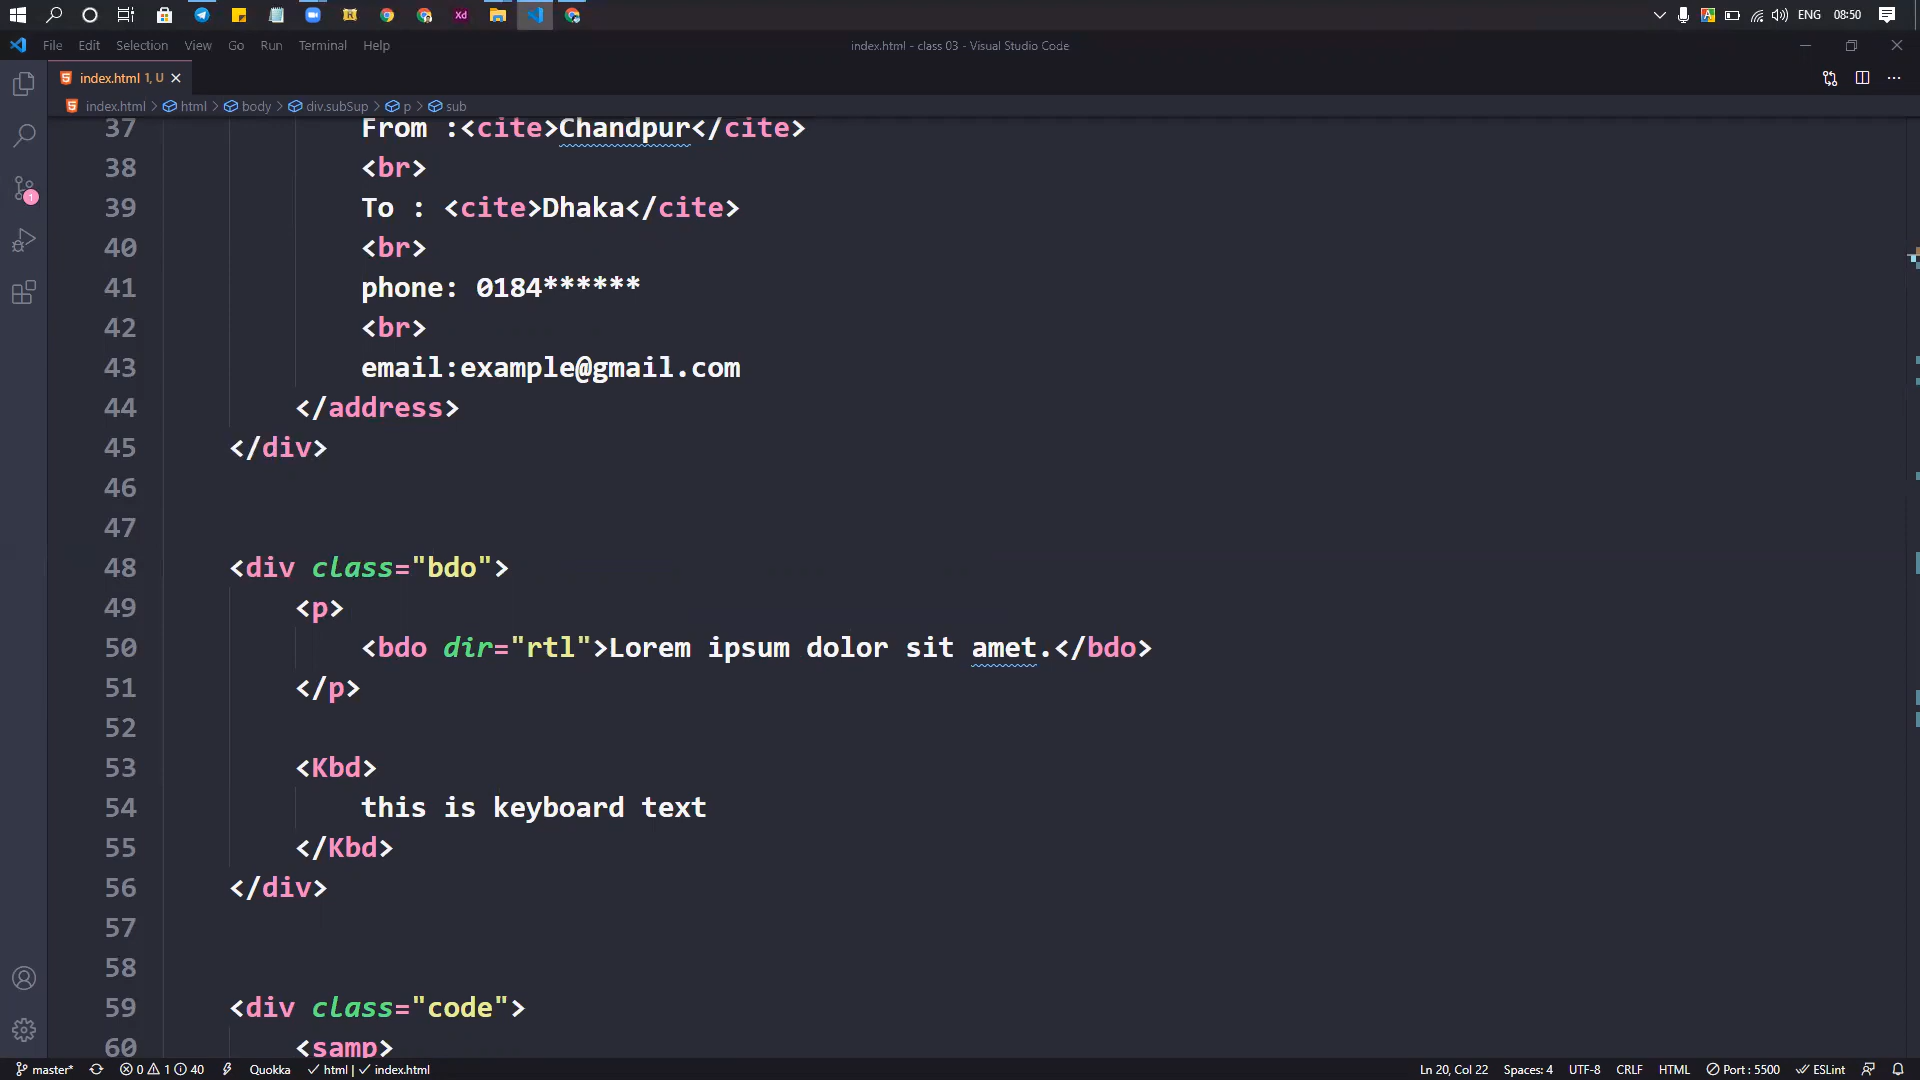 Xd
A
ENG
08:50
File Edit Selection View Go Run Terminal Help
index.html - class 03 - Visual Studio Code
index.html 1, U
index.html > html > body > div.subSup > p > sub
37 From :<cite>Chandpur</cite>
38 <br>
39 To : <cite>Dhaka</cite>
40 <br>
41 phone: 0184******
42 <br>
43 email:example@gmail.com
44 </address>
45 </div>
46
47
48 <div class="bdo">
49 <p>
50 <bdo dir="rtl">Lorem ipsum dolor sit amet.</bdo>
51 </p>
52
53 <Kbd>
54 this is keyboard text
55 </Kbd>
56 </div>
57
58
59 <div class="code">
60 <samp>
1
master* 0 1 40 Quokka html | index.html Ln 20, Col 22 Spaces: 4 UTF-8 CRLF HTML Port : 5500 ESLint